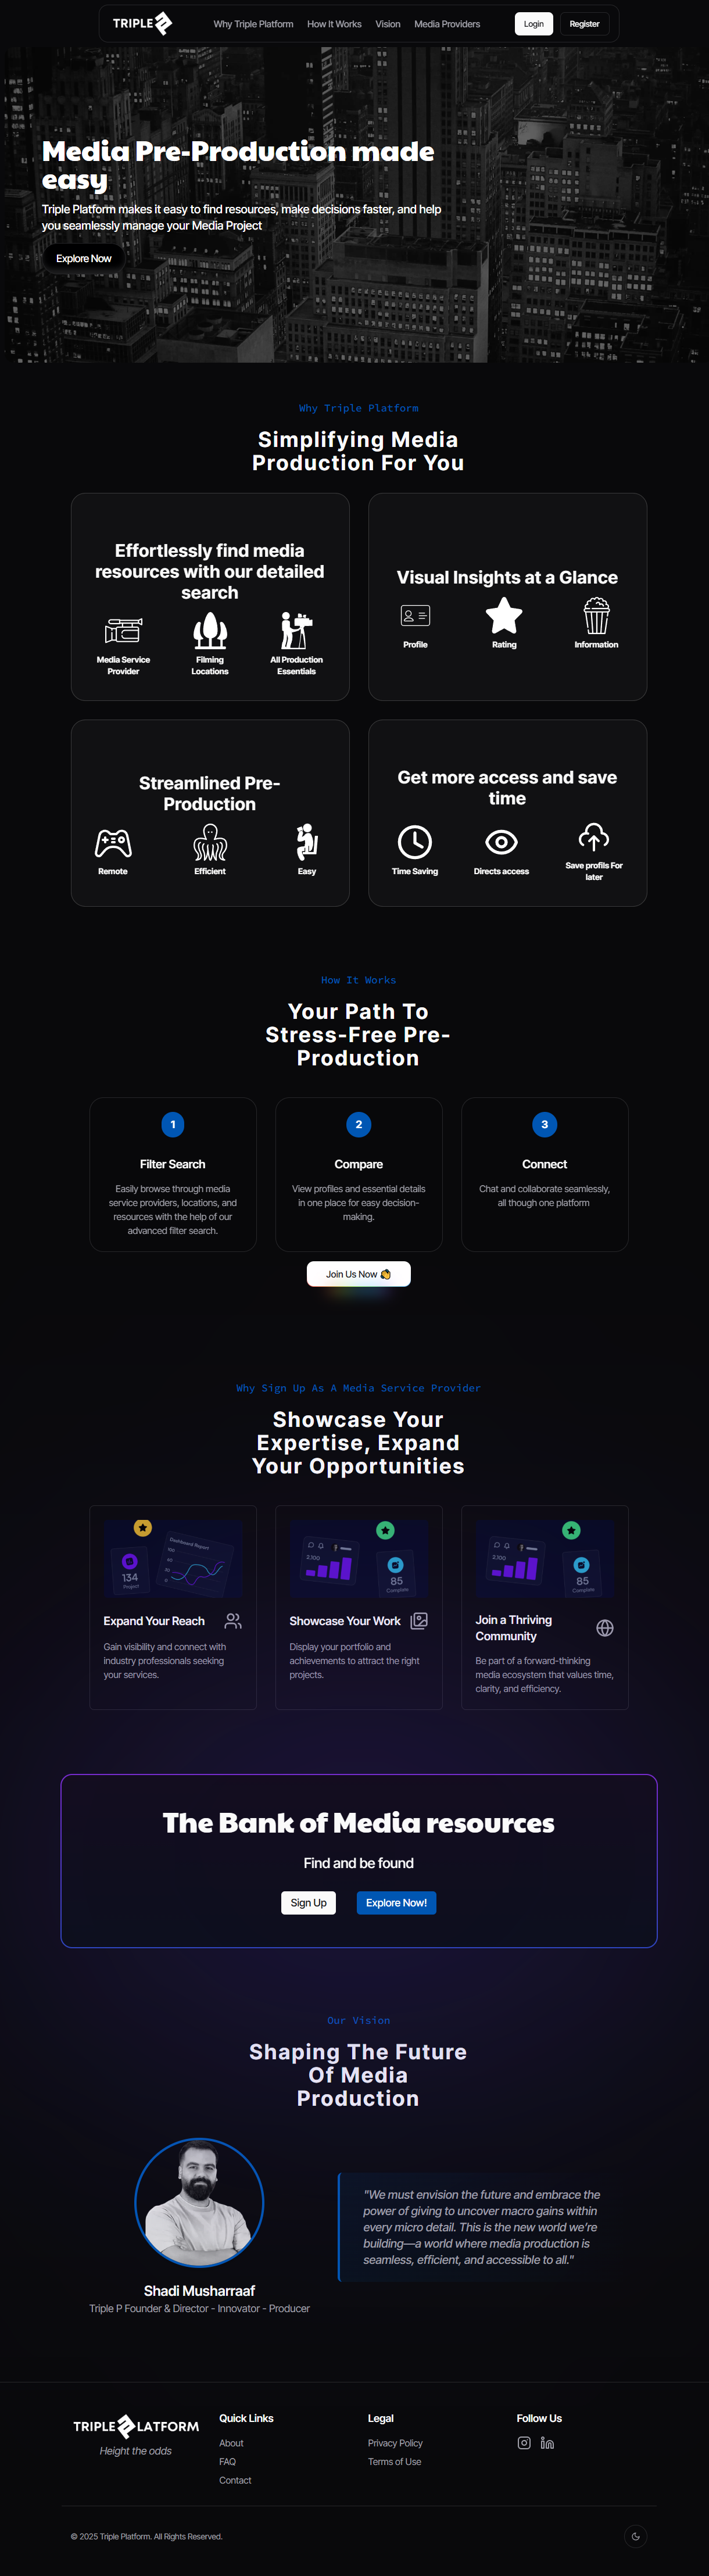 TRIPLE
Why Triple Platform
How It Works
Vision
Media Providers
Login
Register
Media Pre-Production made
easy
Triple Platform makes it easy to find resources, make decisions faster, and help
you seamlessly manage your Media Project
Explore Now
Why Triple Platform
Simplifying Media
Production For You
Effortlessly find media
resources with our detailed
search
Media Service
Provider
Filming
Locations
All Production
Essentials
Visual Insights at a Glance
Profile
Rating
Information
Streamlined Pre-
Production
Remote
Efficient
Easy
Get more access and save
time
Time Saving
Directs access
Save profils For
later
How It Works
Your Path To
Stress-Free Pre-
Production
1
Filter Search
Easily browse through media
service providers, locations, and
resources with the help of our
advanced filter search.
2
Compare
View profiles and essential details
in one place for easy decision-
making.
3
Connect
Chat and collaborate seamlessly,
all though one platform
Join Us Now 👏
Why Sign Up As A Media Service Provider
Showcase Your
Expertise, Expand
Your Opportunities
Dashboard Report
134
Project
Expand Your Reach
Gain visibility and connect with
industry professionals seeking
your services.
2,100
85
Complete
Showcase Your Work
Display your portfolio and
achievements to attract the right
projects.
2,100
85
Complete
Join a Thriving
Community
Be part of a forward-thinking
media ecosystem that values time,
clarity, and efficiency.
The Bank of Media resources
Find and be found
Sign Up
Explore Now!
Our Vision
Shaping The Future
Of Media
Production
Shadi Musharraaf
Triple P Founder & Director - Innovator - Producer
"We must envision the future and embrace the
power of giving to uncover macro gains within
every micro detail. This is the new world we're
building—a world where media production is
seamless, efficient, and accessible to all."
TRIPLE LATFORM
Height the odds
Quick Links
About
FAQ
Contact
Legal
Privacy Policy
Terms of Use
Follow Us
© 2025 Triple Platform. All Rights Reserved.